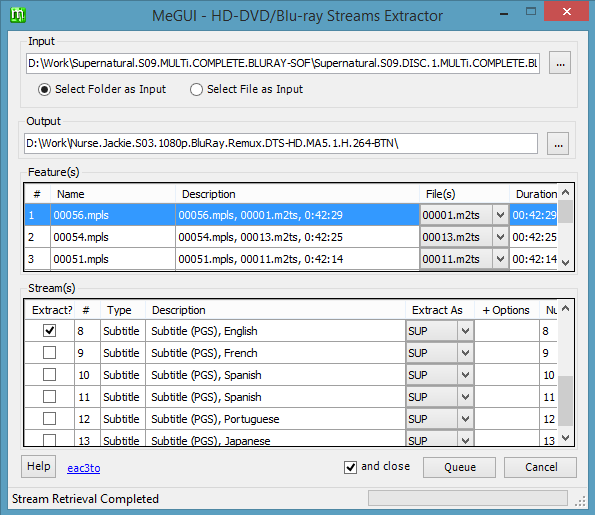 MeGUI - HD-DVD/Blu-ray Streams Extractor
Input
D:\Work\Supernatural.S09.MULTi.COMPLETE.BLURAY-SOF\Supernatural.S09.DISC.1.MULTi.COMPLETE.BL
...
Select Folder as Input Select File as Input
Output
D:\Work\Nurse.Jackie.S03.1080p.BluRay.Remux.DTS-HD.MA5.1.H.264-BTN\
...
Feature(s)
# Name Description File(s) Duration
1 00056.mpls 00056.mpls, 00001.m2ts, 0:42:29 00001.m2ts 00:42:29
2 00054.mpls 00054.mpls, 00013.m2ts, 0:42:25 00013.m2ts 00:42:25
3 00051.mpls 00051.mpls, 00011.m2ts, 0:42:14 00011.m2ts 00:42:14
Stream(s)
Extract? # Type Description Extract As + Options Nu
8 Subtitle Subtitle (PGS), English SUP 8
9 Subtitle Subtitle (PGS), French SUP 9
10 Subtitle Subtitle (PGS), Spanish SUP 10
11 Subtitle Subtitle (PGS), Spanish SUP 11
12 Subtitle Subtitle (PGS), Portuguese SUP 12
13 Subtitle Subtitle (PGS), Japanese SUP 13
Help eac3to and close Queue Cancel
Stream Retrieval Completed